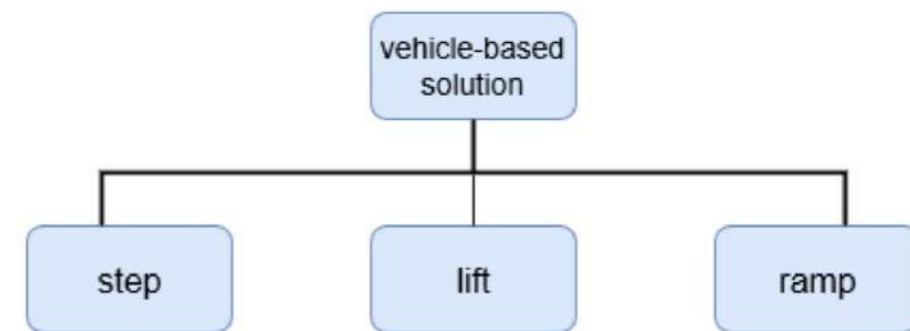 vehicle-based
solution
step
lift
ramp